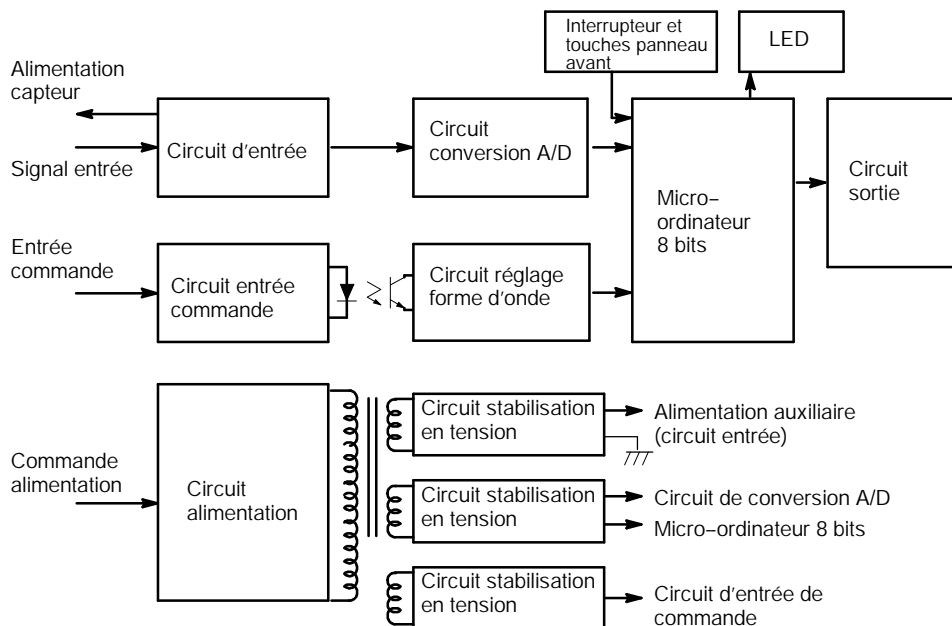 Interrupteur et
touches panneau
avant
LED
Alimentation
capteur
Signal entrée
Circuit d'entrée
Circuit
conversion A/D
Micro-
ordinateur
8 bits
Circuit
sortie
Entrée
commande
Circuit entrée
commande
Circuit réglage
forme d'onde
Commande
alimentation
Circuit
alimentation
Circuit stabilisation
en tension
Alimentation auxiliaire
(circuit entrée)
Circuit stabilisation
en tension
Circuit de conversion A/D
Micro-ordinateur 8 bits
Circuit stabilisation
en tension
Circuit d'entrée de
commande